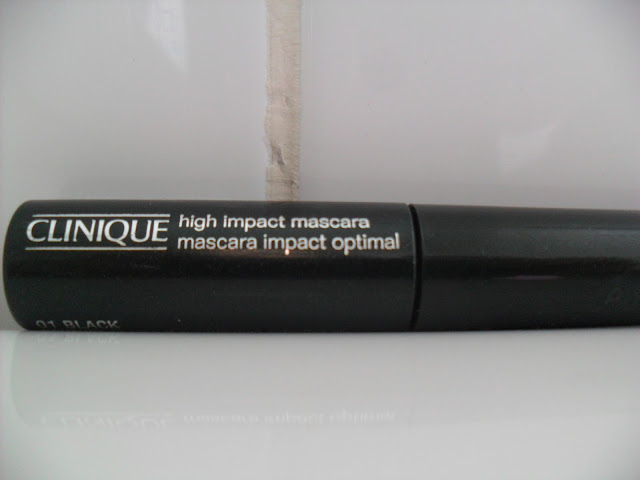 CLINIQUE
high impact mascara
mascara impact optimal
01 BLACK